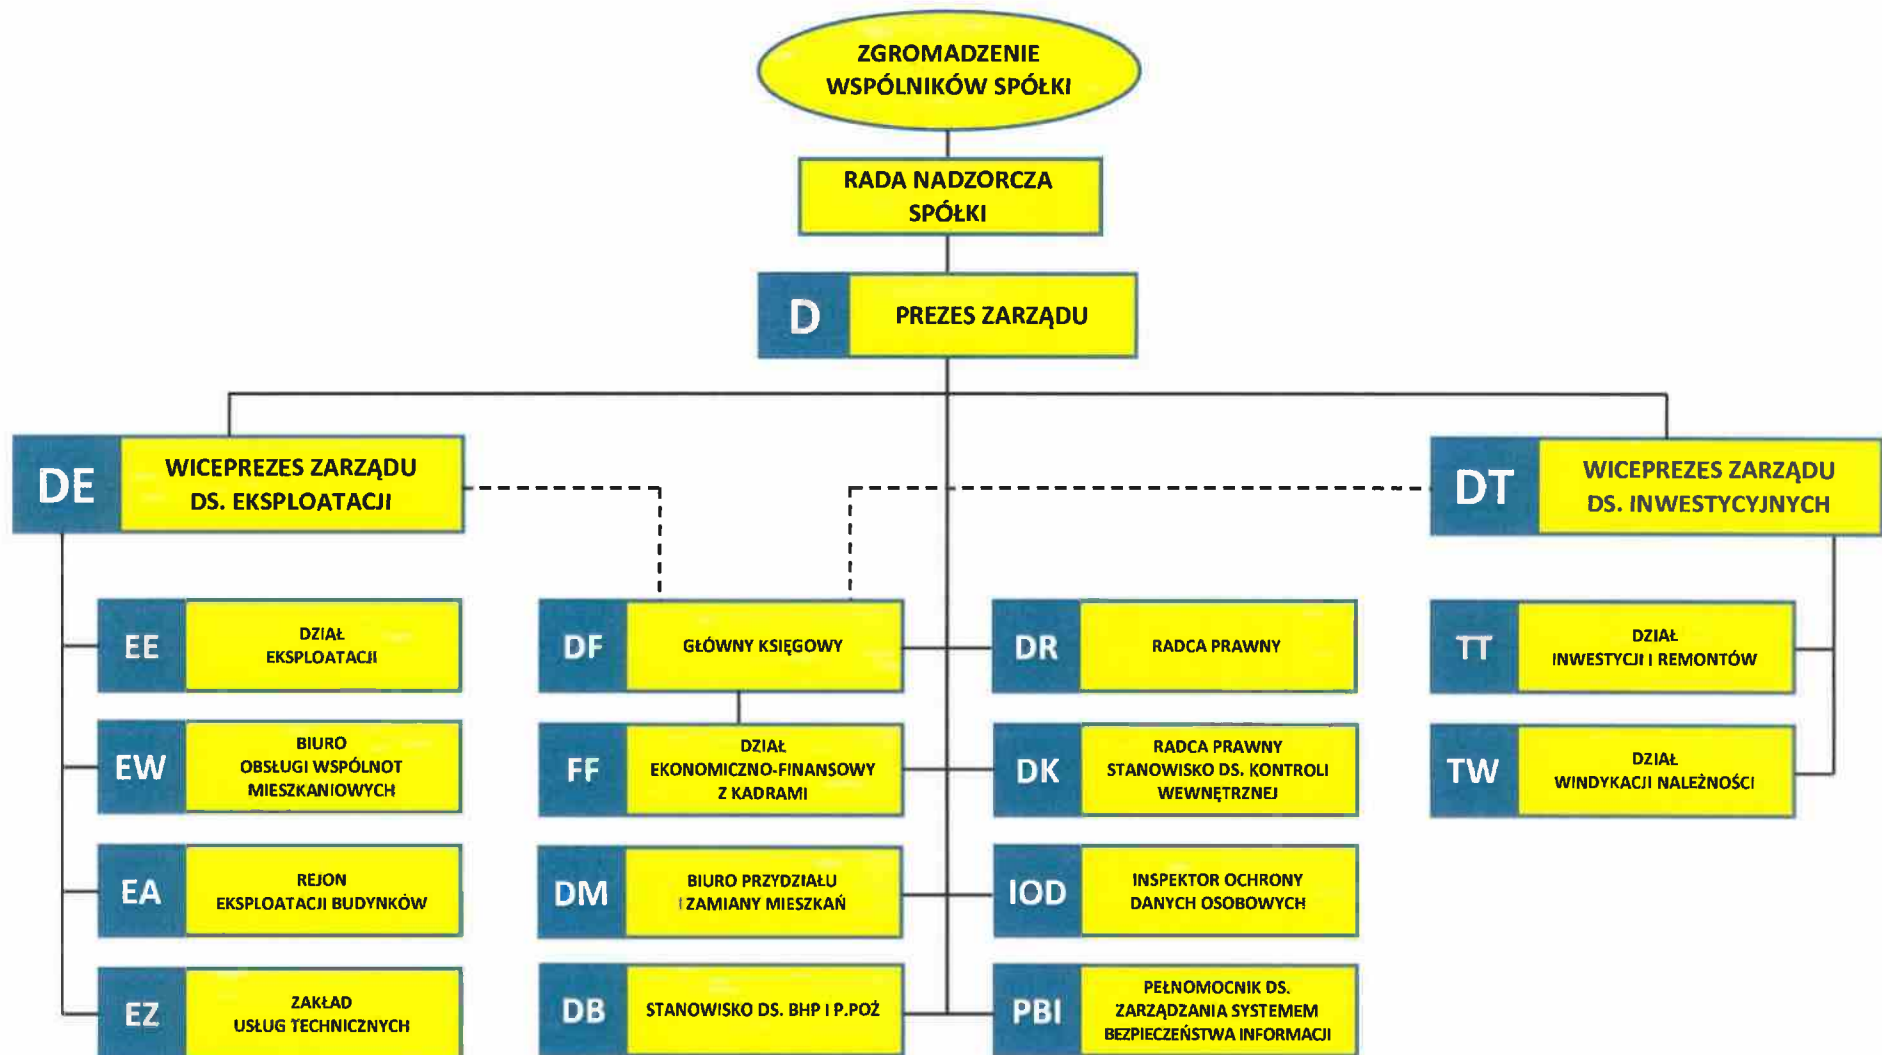 ZGROMADZENIE
WSPÓLNIKÓW SPÓŁKI
RADA NADZORCZA
SPÓŁKI
D
PREZES ZARZĄDU
DE
WICEPREZES ZARZĄDU
DS. EKSPLOATACJI
DT
WICEPREZES ZARZĄDU
DS. INWESTYCYJNYCH
EE
DZIAŁ
EKSPLOATACJI
EW
BIURO
OBSŁUGI WSPÓLNOT
MIESZKANIOWYCH
EA
REJON
EKSPLOATACJI BUDYNKÓW
EZ
ZAKŁAD
USŁUG TECHNICZNYCH
DF
GŁÓWNY KSIĘGOWY
FF
DZIAŁ
EKONOMICZNO-FINANSOWY
Z KADRAMI
DM
BIURO PRZYDZIAŁU
I ZAMIANY MIESZKAŃ
DB
STANOWISKO DS. BHP I P.POŻ
DR
RADCA PRAWNY
DK
RADCA PRAWNY
STANOWISKO DS. KONTROLI
WEWNĘTRZNEJ
IOD
INSPEKTOR OCHRONY
DANYCH OSOBOWYCH
PBI
PEŁNOMOCNIK DS.
ZARZĄDZANIA SYSTEMEM
BEZPIECZEŃSTWA INFORMACJI
TT
DZIAŁ
INWESTYCJI I REMONTÓW
TW
DZIAŁ
WINDYKACJI NALEŻNOŚCI